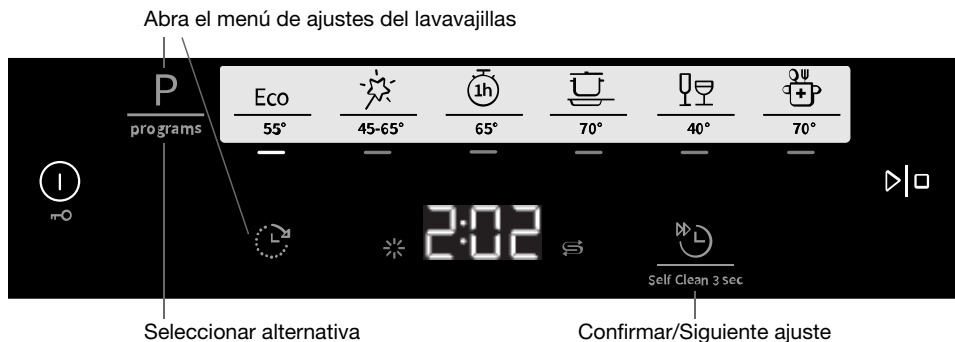 Abra el menú de ajustes del lavavajillas
P
programs
Eco
1h
55°
45-65°
65°
70°
40°
70°
2:02
Self Clean 3 sec
Seleccionar alternativa
Confirmar/Siguiente ajuste